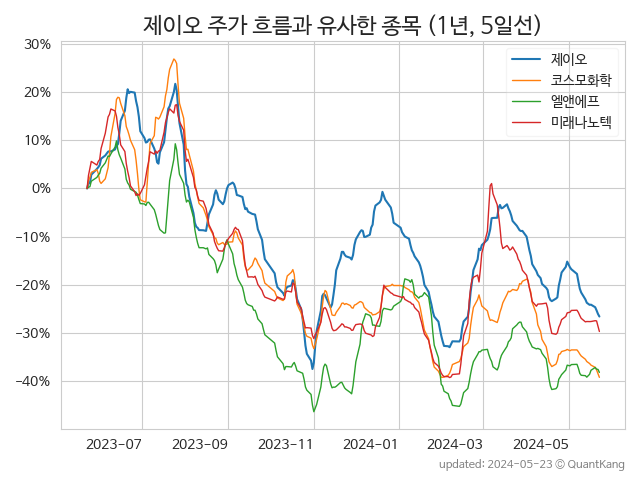 제이오 주가 흐름과 유사한 종목 (1년, 5일선)
제이오
코스모화학
엘앤에프
미래나노텍
30%
20%
10%
0%
−10%
−20%
−30%
−40%
2023-07
2023-09
2023-11
2024-01
2024-03
2024-05
updated: 2024-05-23 © QuantKang